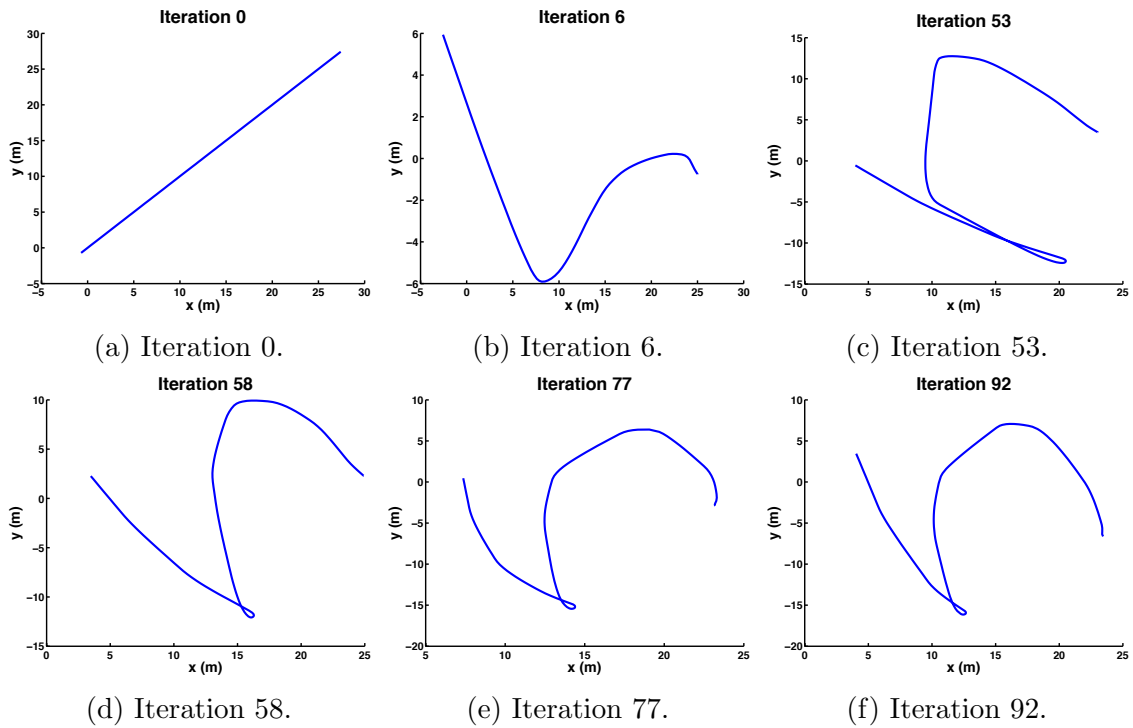 Iteration 0
30
25
20
15
10
5
0
−5
−5 0 5 10 15 20 25 30
y (m)
x (m)
(a) Iteration 0.
Iteration 6
6
4
2
0
−2
−4
−6
−5 0 5 10 15 20 25 30
y (m)
x (m)
(b) Iteration 6.
Iteration 53
15
10
5
0
−5
−10
−15
0 5 10 15 20 25
y (m)
x (m)
(c) Iteration 53.
Iteration 58
10
5
0
−5
−10
−15
0 5 10 15 20 25
y (m)
x (m)
(d) Iteration 58.
Iteration 77
10
5
0
−5
−10
−15
−20
5 10 15 20 25
y (m)
x (m)
(e) Iteration 77.
Iteration 92
10
5
0
−5
−10
−15
−20
0 5 10 15 20 25
y (m)
x (m)
(f) Iteration 92.